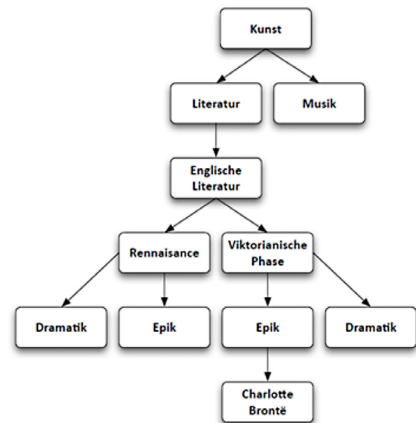 Kunst
Literatur
Musik
Englische
Literatur
Rennaisance
Viktorianische
Phase
Dramatik
Epik
Epik
Dramatik
Charlotte
Brontë